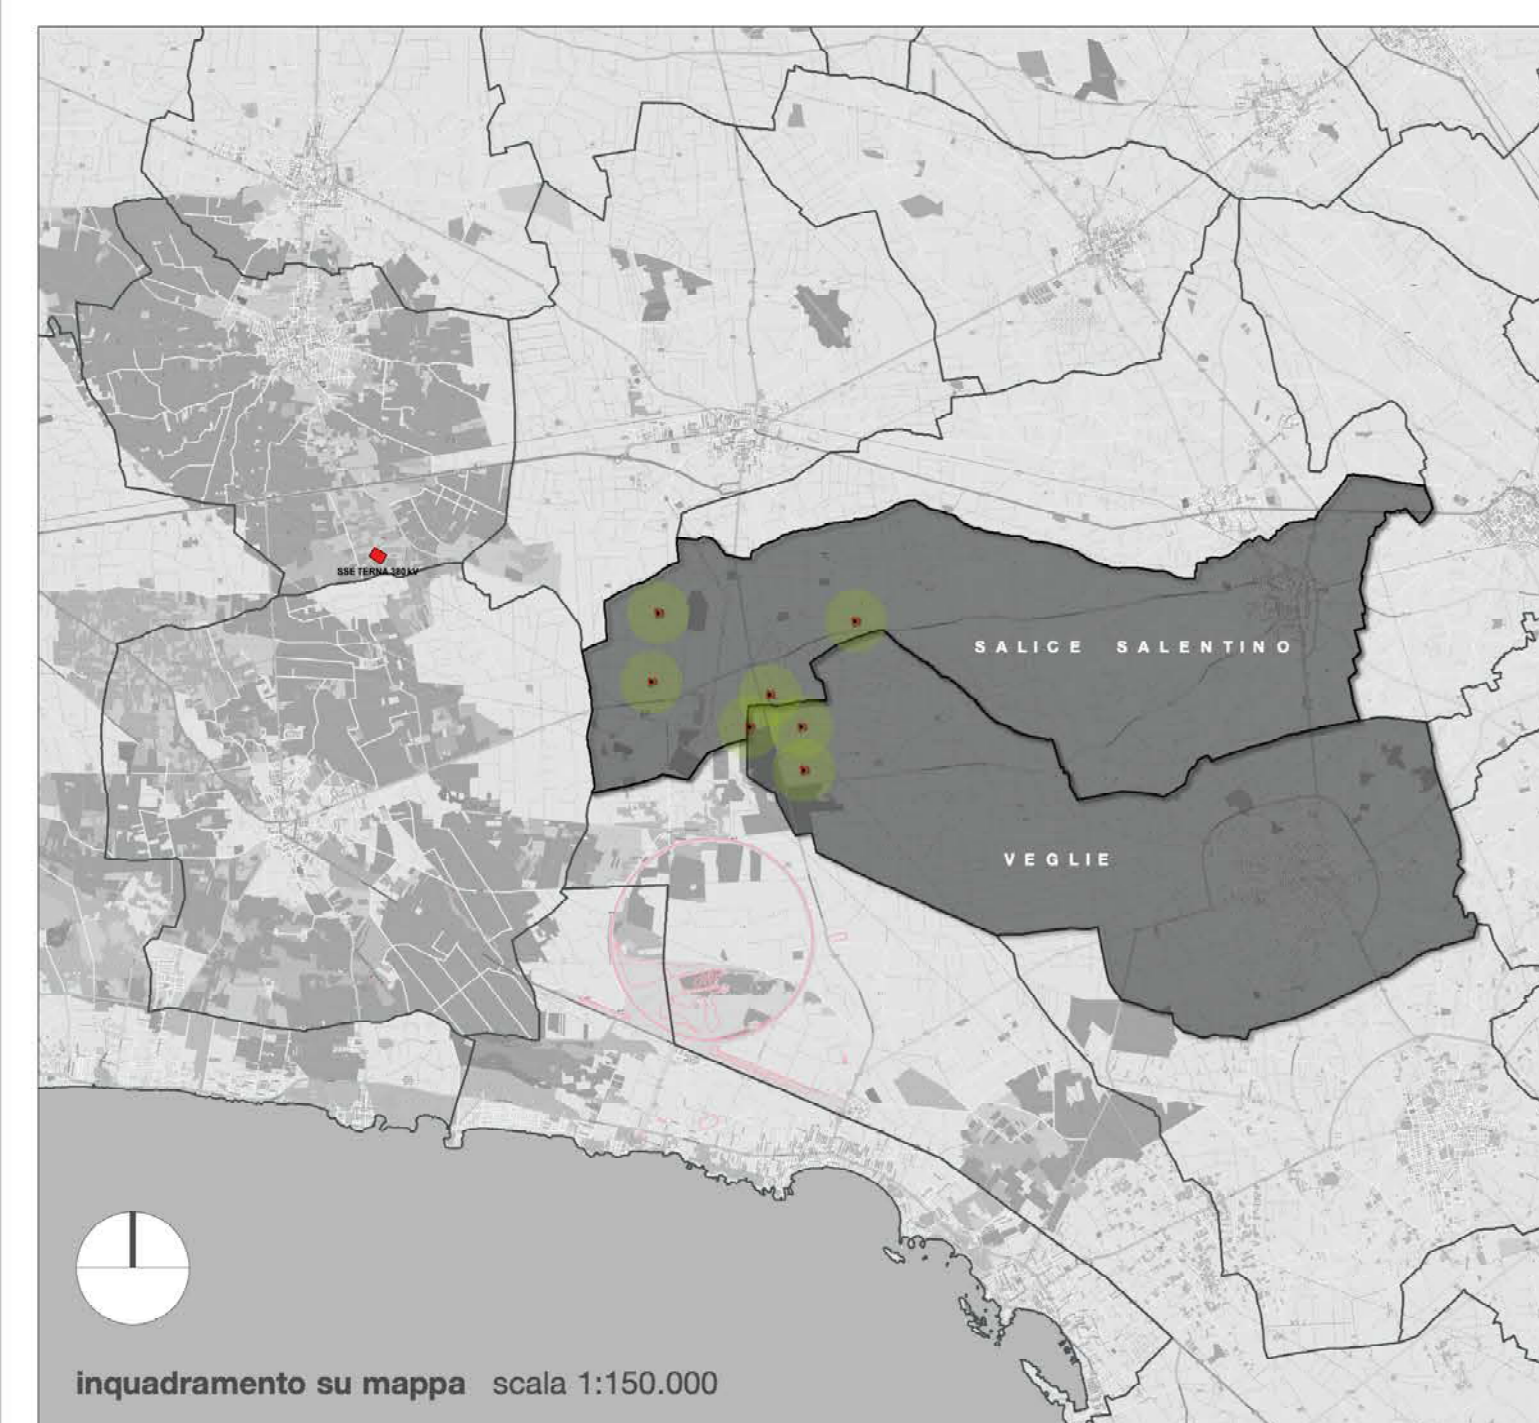 SSE TERNA 380 kV
SALICE SALENTINO
VEGLIE
inquadramento su mappa scala 1:150.000